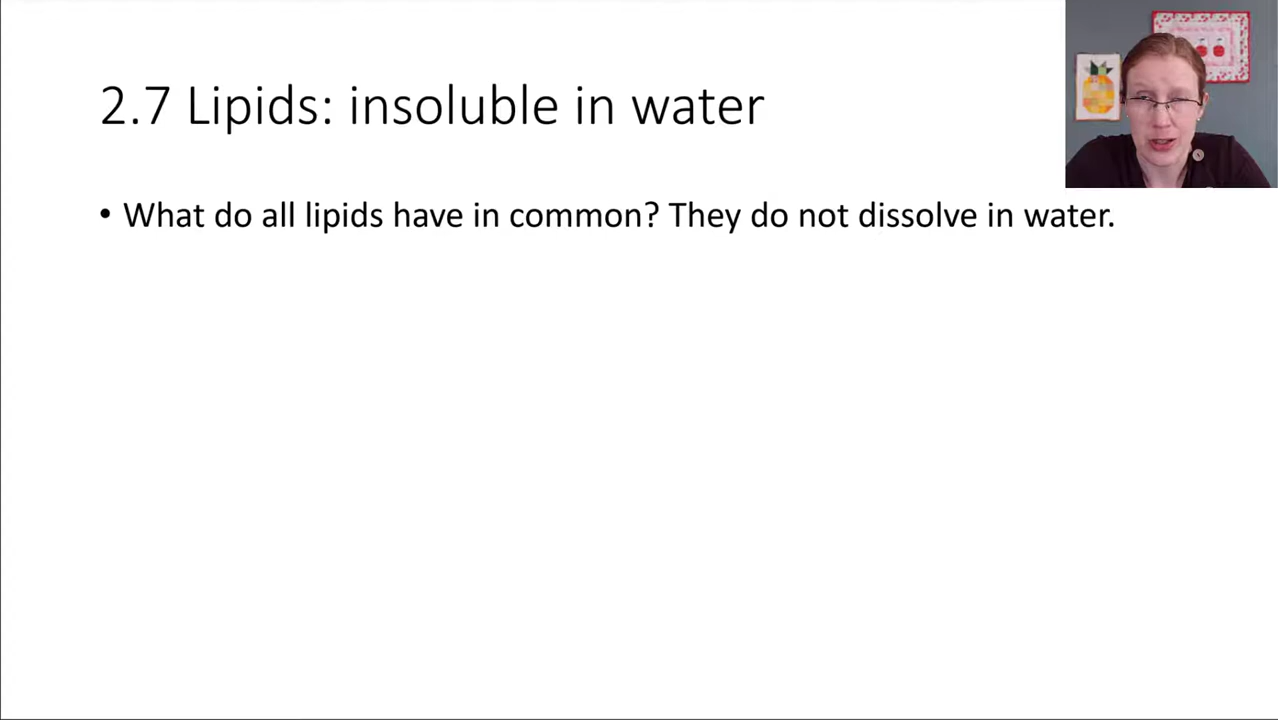 2.7 Lipids: insoluble in water
• What do all lipids have in common? They do not dissolve in water.